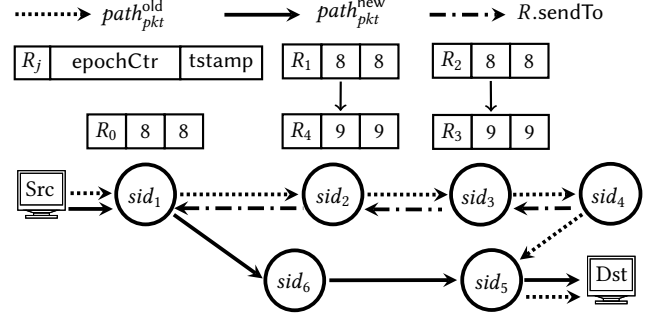 path_pkt^old path_pkt^new R.sendTo
R_j epochCtr tstamp R_1 8 8 R_2 8 8
R_0 8 8 R_4 9 9 R_3 9 9
Src sid_1 sid_2 sid_3 sid_4
sid_6 sid_5 Dst